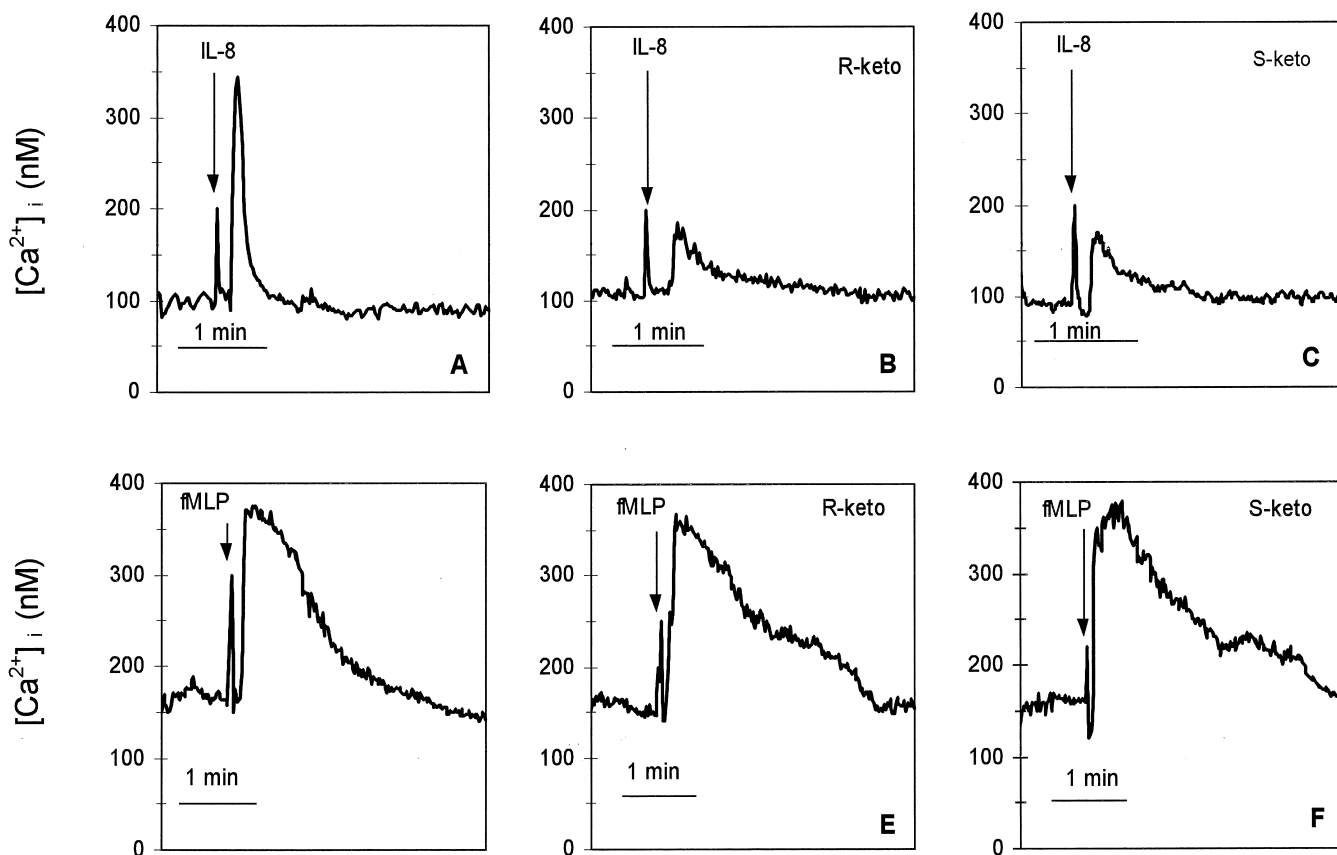 400
300
200
100
0
[Ca²⁺] i (nM)
IL-8
1 min
A
400
300
200
100
0
IL-8
R-keto
1 min
B
400
300
200
100
0
IL-8
S-keto
1 min
C
400
300
200
100
0
[Ca²⁺] i (nM)
fMLP
1 min
400
300
200
100
0
fMLP
R-keto
1 min
E
400
300
200
100
0
fMLP
S-keto
1 min
F